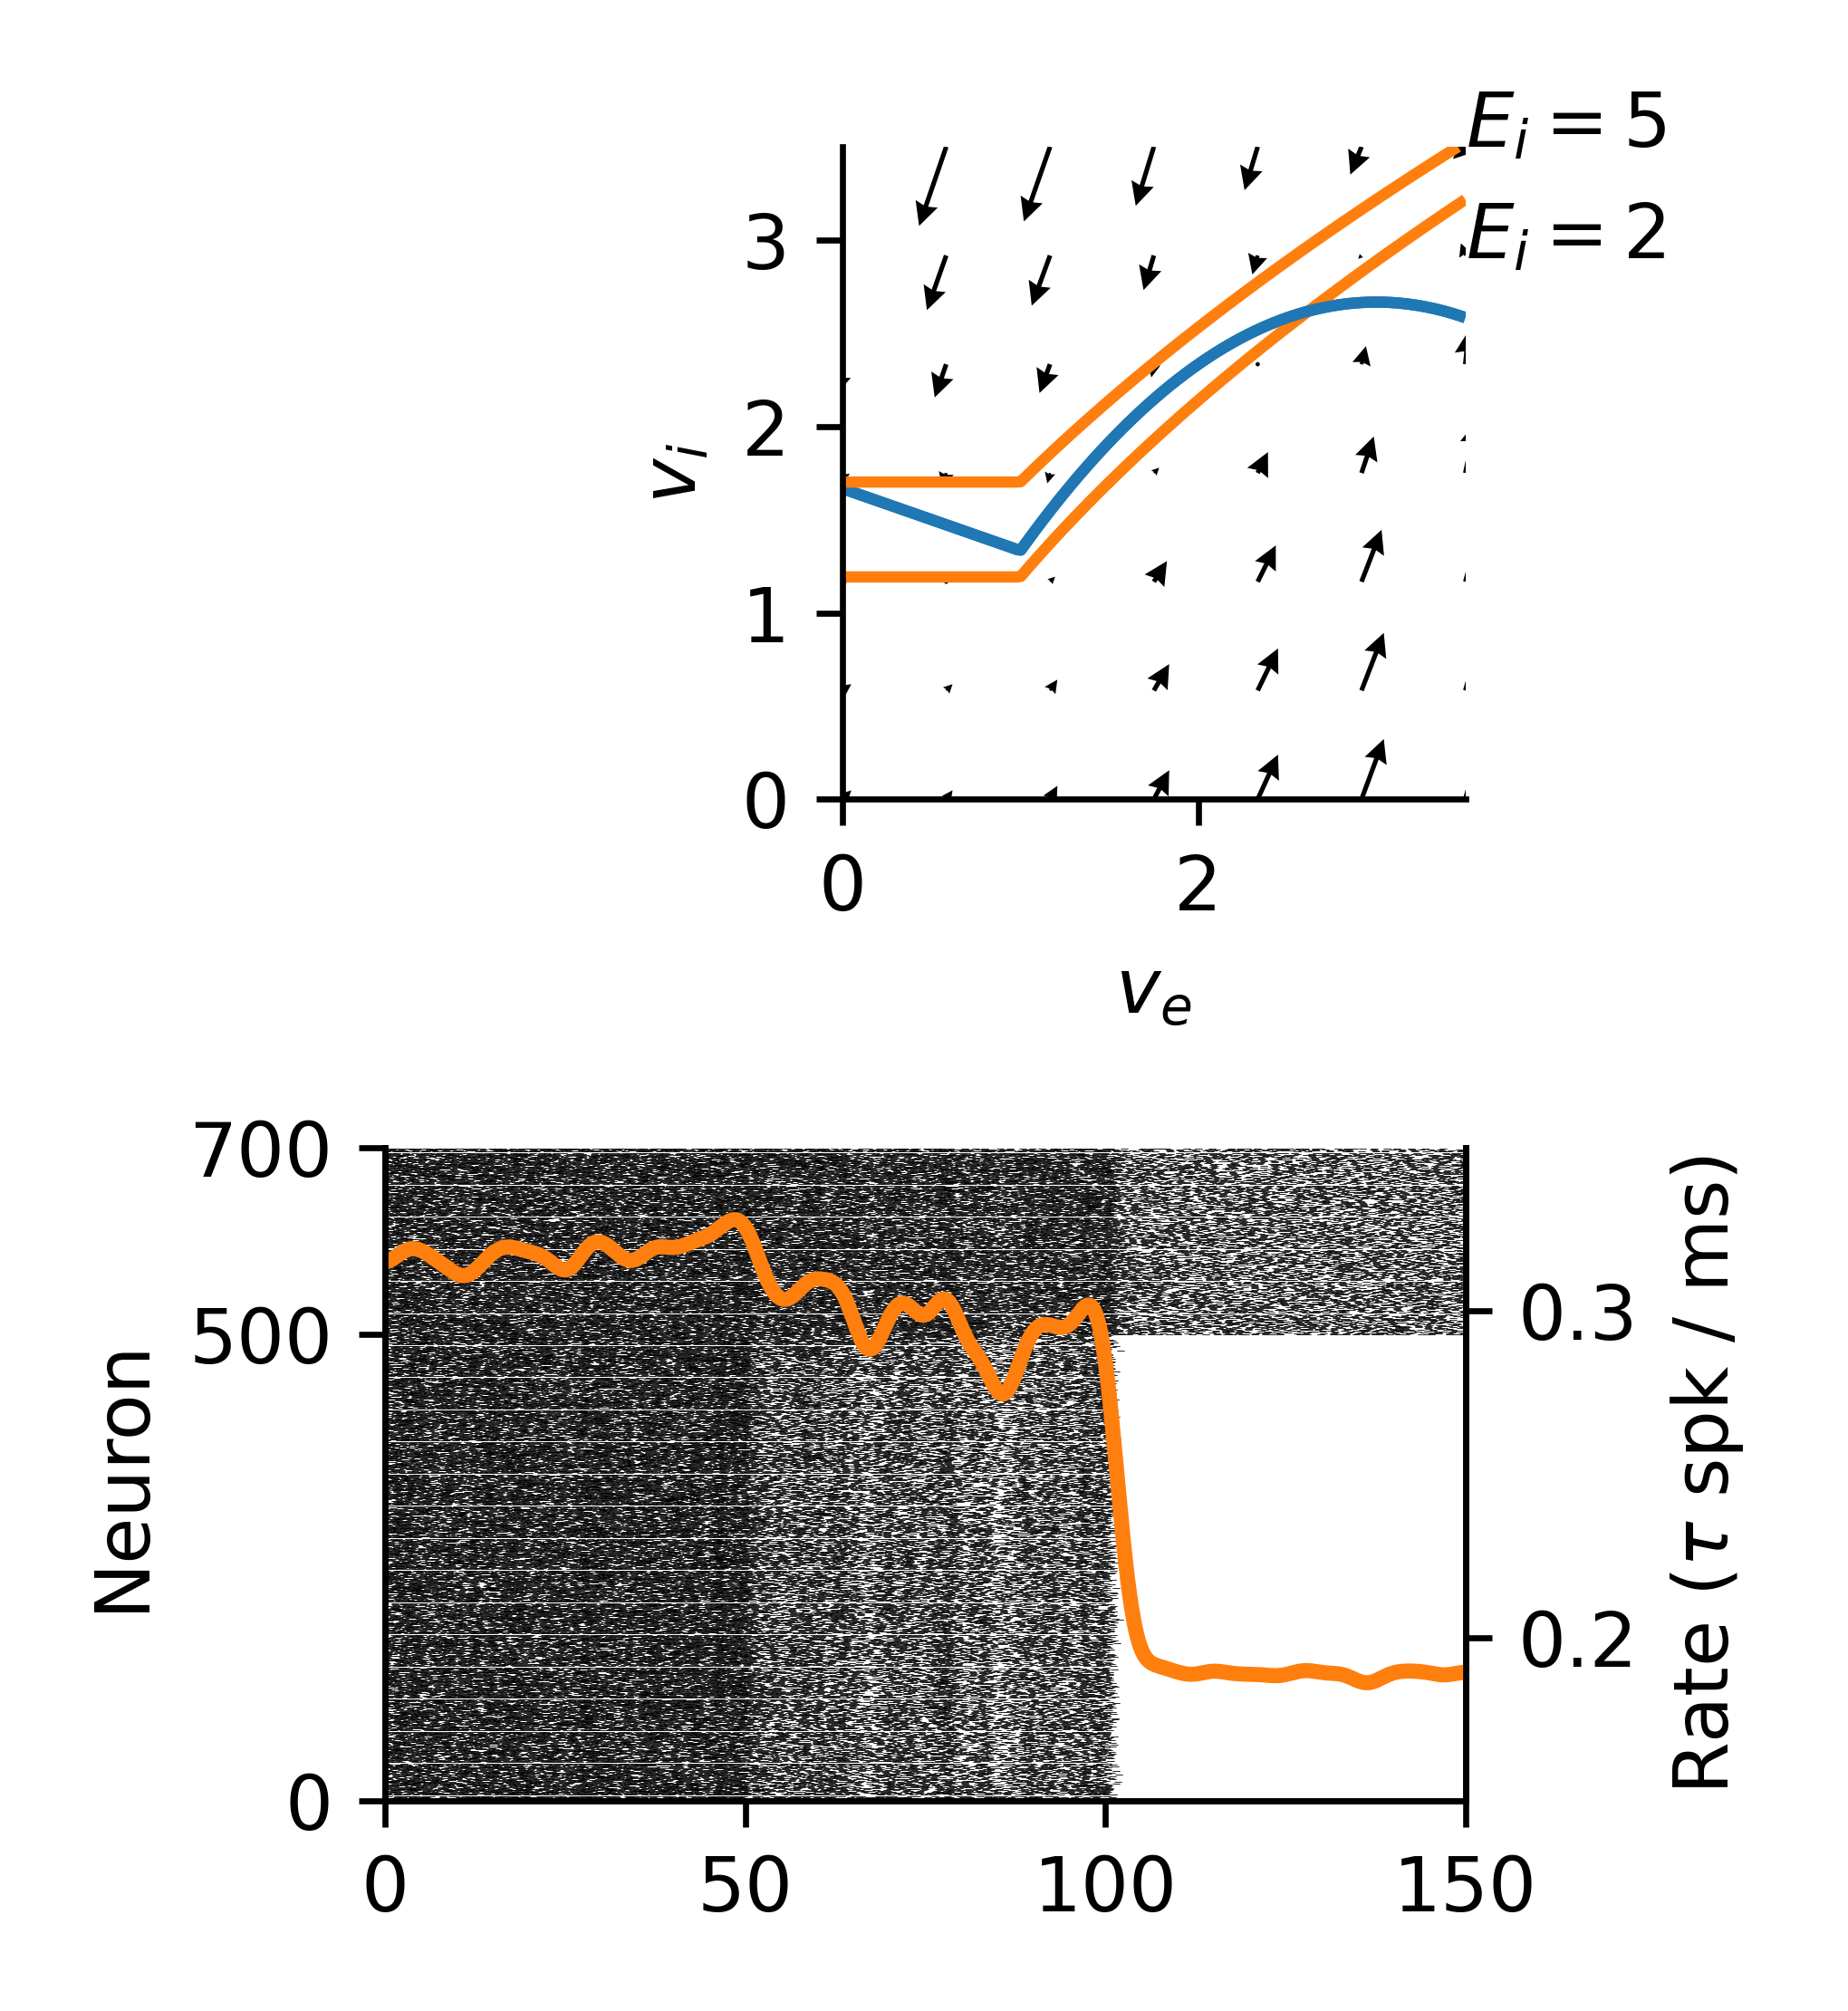 E_i = 5
E_i = 2
3
2
1
0
v_i
0
2
v_e
700
500
0
Neuron
0.3
0.2
Rate (τ spk / ms)
0
50
100
150